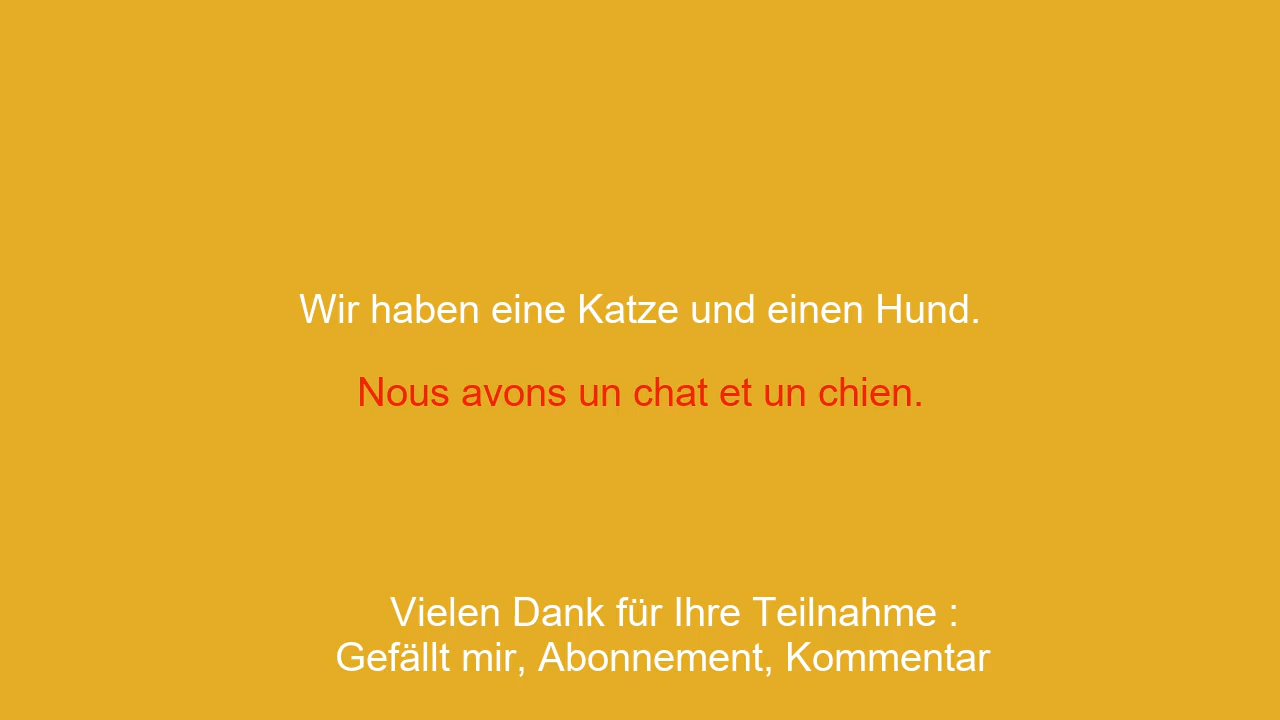 Wir haben eine Katze und einen Hund.
Nous avons un chat et un chien.
Vielen Dank für Ihre Teilnahme :
Gefällt mir, Abonnement, Kommentar